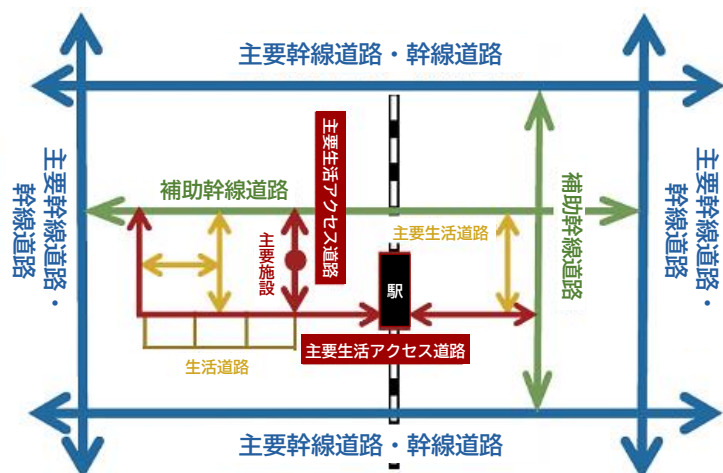 主要幹線道路・幹線道路
主要幹線道路・
幹線道路
補助幹線道路
主要施設
主要生活アクセス道路
主要生活道路
駅
補助幹線道路
主要幹線道路・
幹線道路
生活道路
主要生活アクセス道路
主要幹線道路・幹線道路